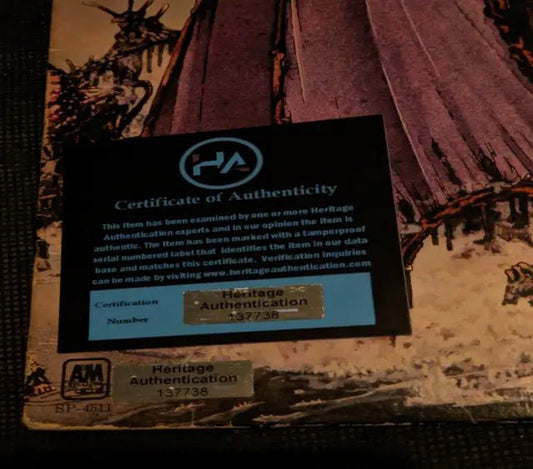 HA
Certificate of Authenticity
This item has been examined by one or more Heritage
Authentication experts and in our opinion the item is
authentic. The Item has been marked with a tamperproof
serial numbered label that identifies the item in our data
base and matches this certificate. Verification inquiries
can be made by visiting www.heritageauthentication.com
Certification
Number
Heritage
Authentication
137738
A&M
SP-4511
Heritage
Authentication
137738